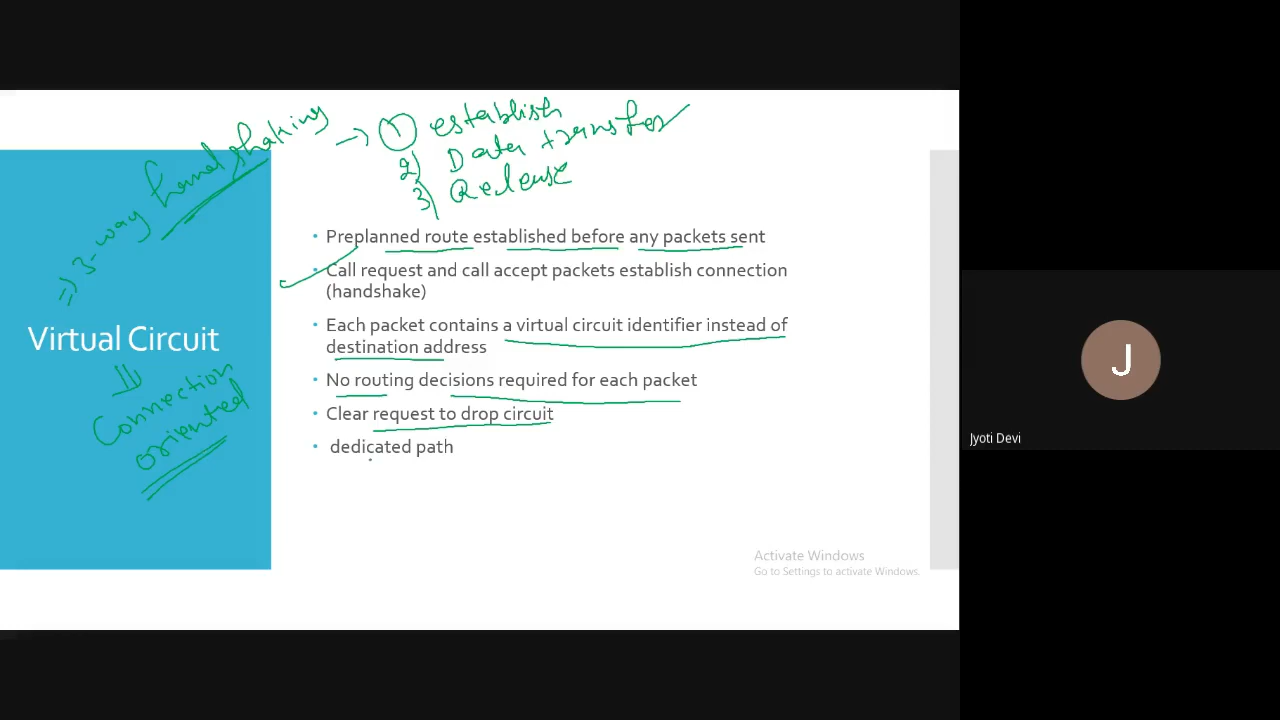 ⇒ 3-way hand shaking → ① establish
2) Data transfer
3) Release
Virtual Circuit
Connection
oriented
• Preplanned route established before any packets sent
• Call request and call accept packets establish connection
(handshake)
• Each packet contains a virtual circuit identifier instead of
destination address
• No routing decisions required for each packet
• Clear request to drop circuit
• dedicated path
Activate Windows
Go to Settings to activate Windows.
J
Jyoti Devi